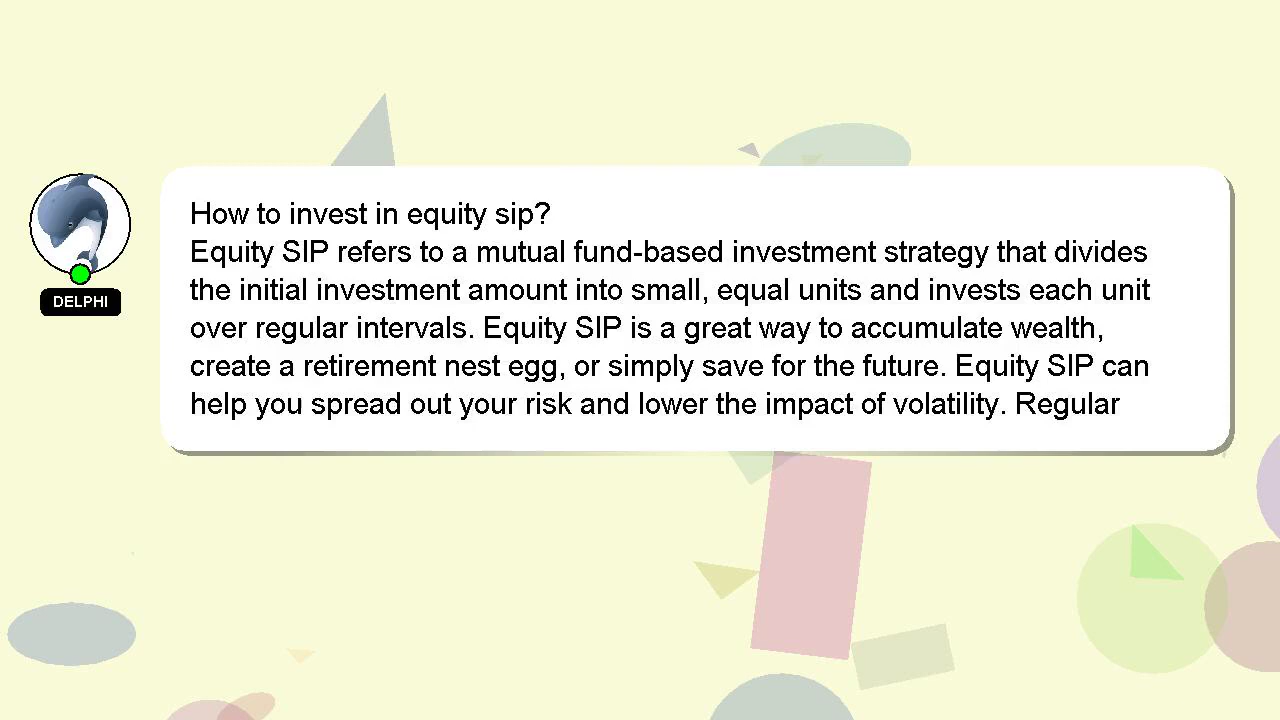 How to invest in equity sip?
Equity SIP refers to a mutual fund-based investment strategy that divides
the initial investment amount into small, equal units and invests each unit
over regular intervals. Equity SIP is a great way to accumulate wealth,
create a retirement nest egg, or simply save for the future. Equity SIP can
help you spread out your risk and lower the impact of volatility. Regular
DELPHI